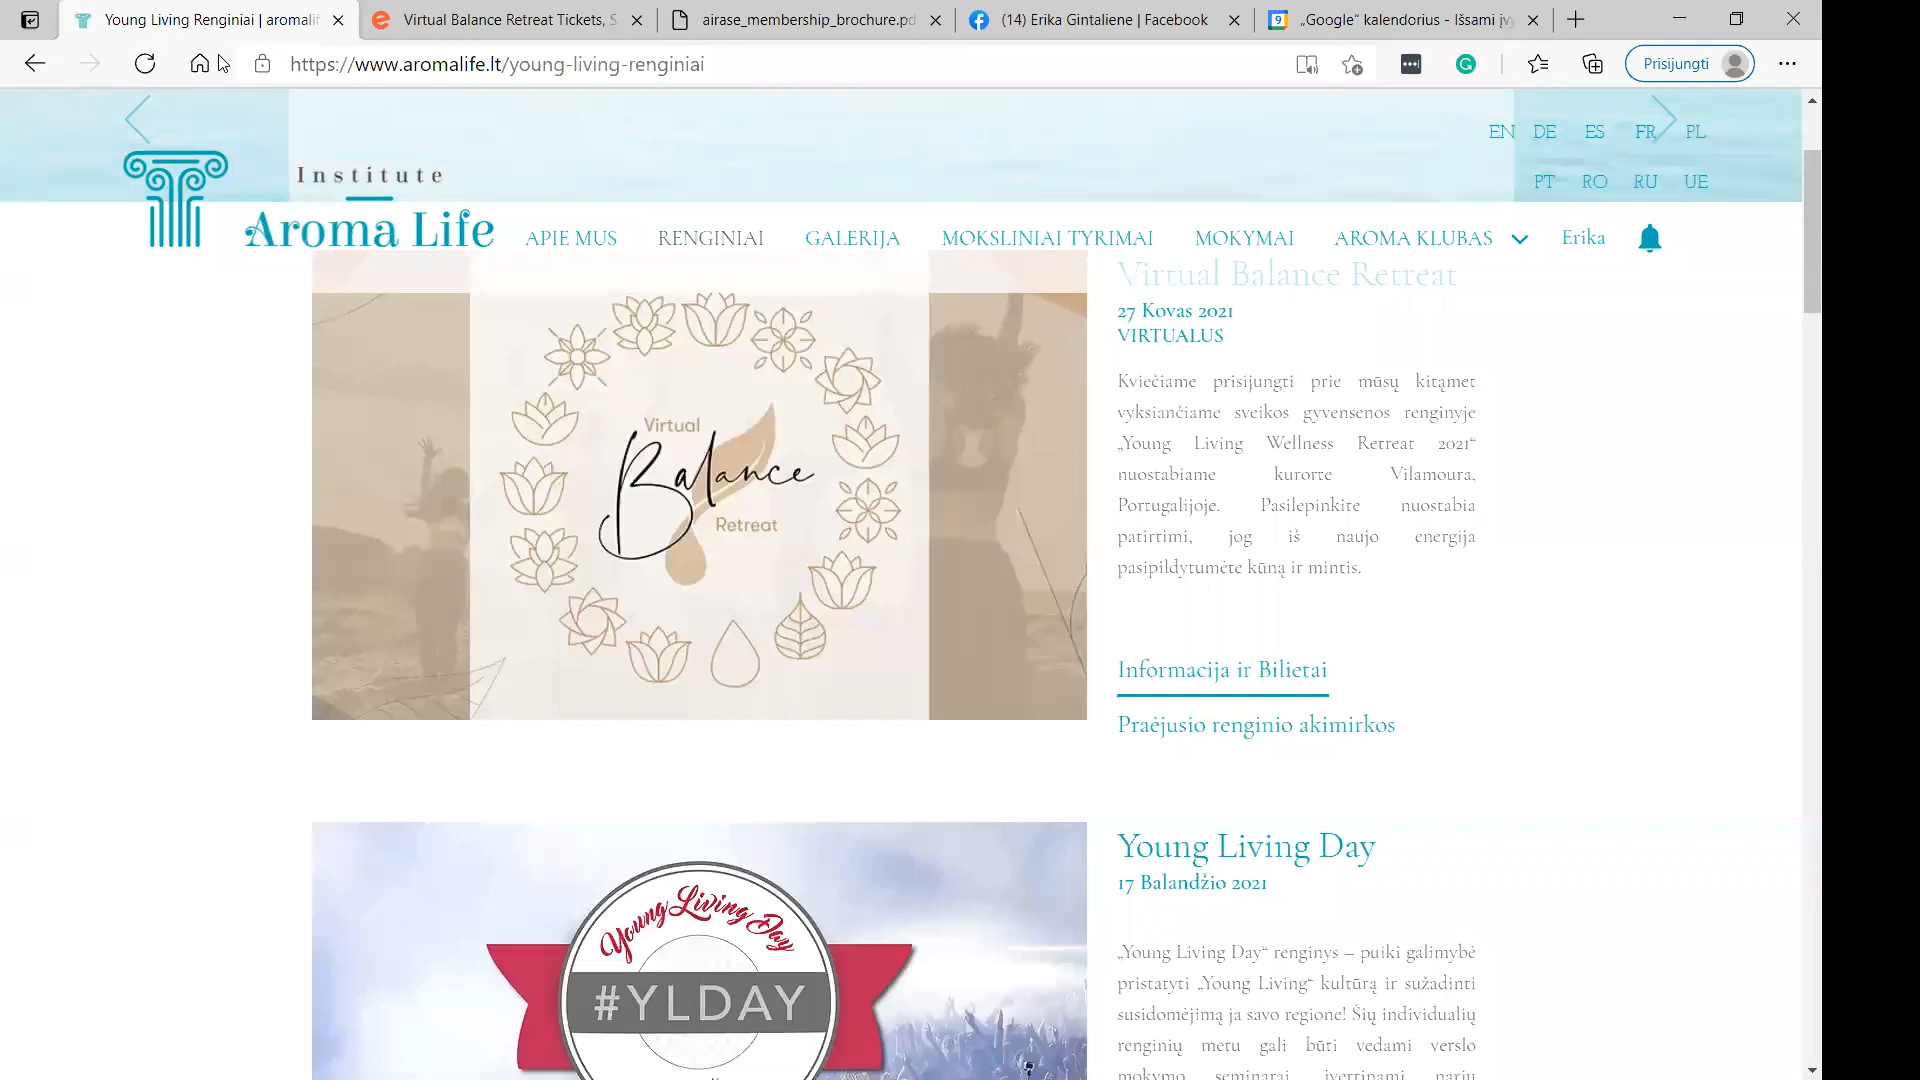 Young Living Renginiai | aromalif
Virtual Balance Retreat Tickets, S
airase_membership_brochure.pd
(14) Erika Gintaliene | Facebook
„Google“ kalendorius - Išsami įv
https://www.aromalife.lt/young-living-renginiai
Prisijungti
EN DE ES FR PL
PT RO RU UE
Institute
Aroma Life
APIE MUS RENGINIAI GALERIJA MOKSLINIAI TYRIMAI MOKYMAI AROMA KLUBAS Erika
Virtual Balance Retreat
27 Kovas 2021
VIRTUALUS
Kviečiame prisijungti prie mūsų kitąmet
vyksiančiame sveikos gyvensenos renginyje
„Young Living Wellness Retreat 2021“
nuostabiame kurorte Vilamoura,
Portugalijoje. Pasilepinkite nuostabia
patirtimi, jog iš naujo energija
pasipildytumėte kūną ir mintis.
Virtual
Balance
Retreat
Informacija ir Bilietai
Praėjusio renginio akimirkos
Young Living Day
17 Balandžio 2021
„Young Living Day“ renginys – puiki galimybė
pristatyti „Young Living“ kultūrą ir sužadinti
susidomėjimą ja savo regione! Šių individualių
renginių metu gali būti vedami verslo
mokymo seminarai, įvertinami narių
Young Living Day
#YLDAY